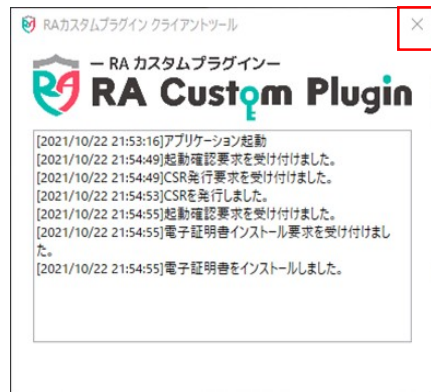 RAカスタムプラグイン クライアントツール
RA
ー RA カスタムプラグインー
RA Custom Plugin
[2021/10/22 21:53:16]アプリケーション起動
[2021/10/22 21:54:49]起動確認要求を受け付けました。
[2021/10/22 21:54:49]CSR発行要求を受け付けました。
[2021/10/22 21:54:53]CSRを発行しました。
[2021/10/22 21:54:55]起動確認要求を受け付けました。
[2021/10/22 21:54:55]電子証明書インストール要求を受け付けまし
た。
[2021/10/22 21:54:55]電子証明書をインストールしました。